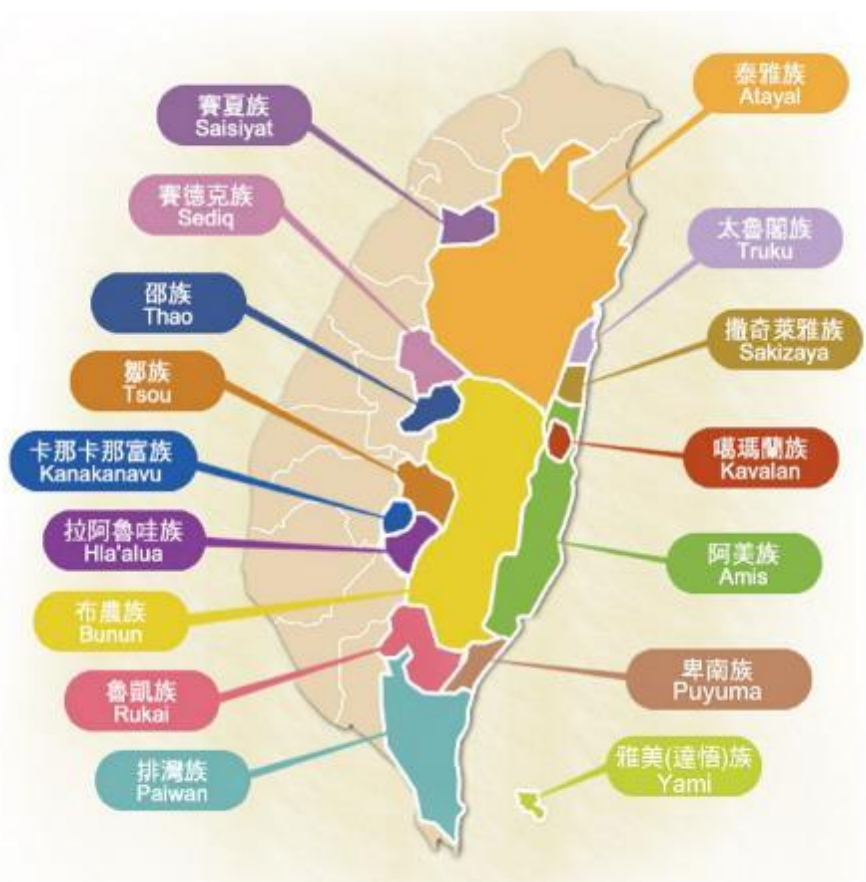 賽夏族
Saisiyat
賽德克族
Sediq
邵族
Thao
鄒族
Tsou
卡那卡那富族
Kanakanavu
拉阿魯哇族
Hla'alua
布農族
Bunun
魯凱族
Rukai
排灣族
Paiwan
泰雅族
Atayal
太魯閣族
Truku
撒奇萊雅族
Sakizaya
噶瑪蘭族
Kavalan
阿美族
Amis
卑南族
Puyuma
雅美(達悟)族
Yami